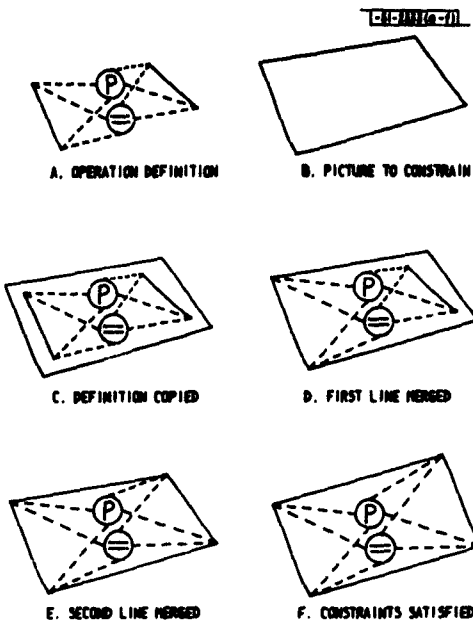 P
=
A. OPERATION DEFINITION
B. PICTURE TO CONSTRAIN
P
=
C. DEFINITION COPIED
P
=
D. FIRST LINE MERGED
P
=
E. SECOND LINE MERGED
P
=
F. CONSTRAINTS SATISFIED